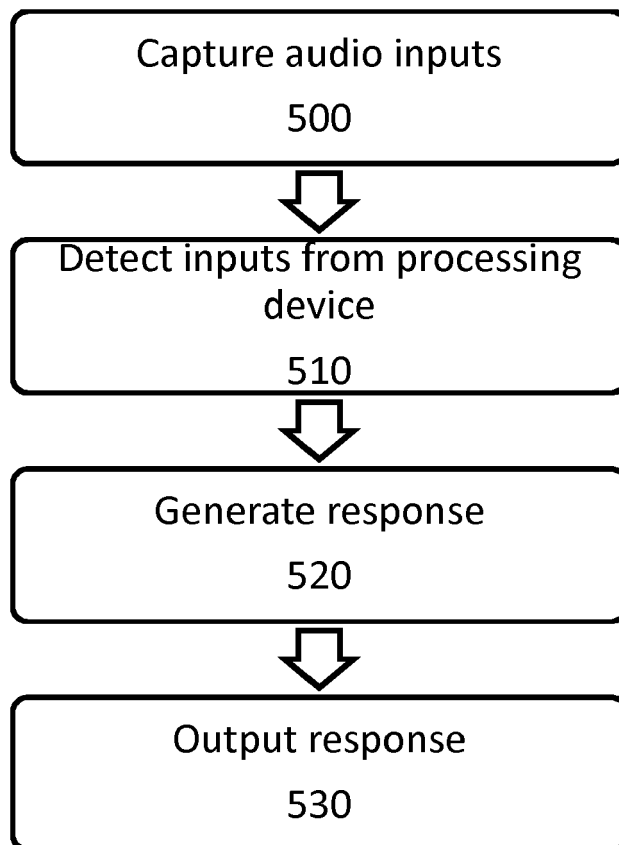 Capture audio inputs
500
Detect inputs from processing
device
510
Generate response
520
Output response
530